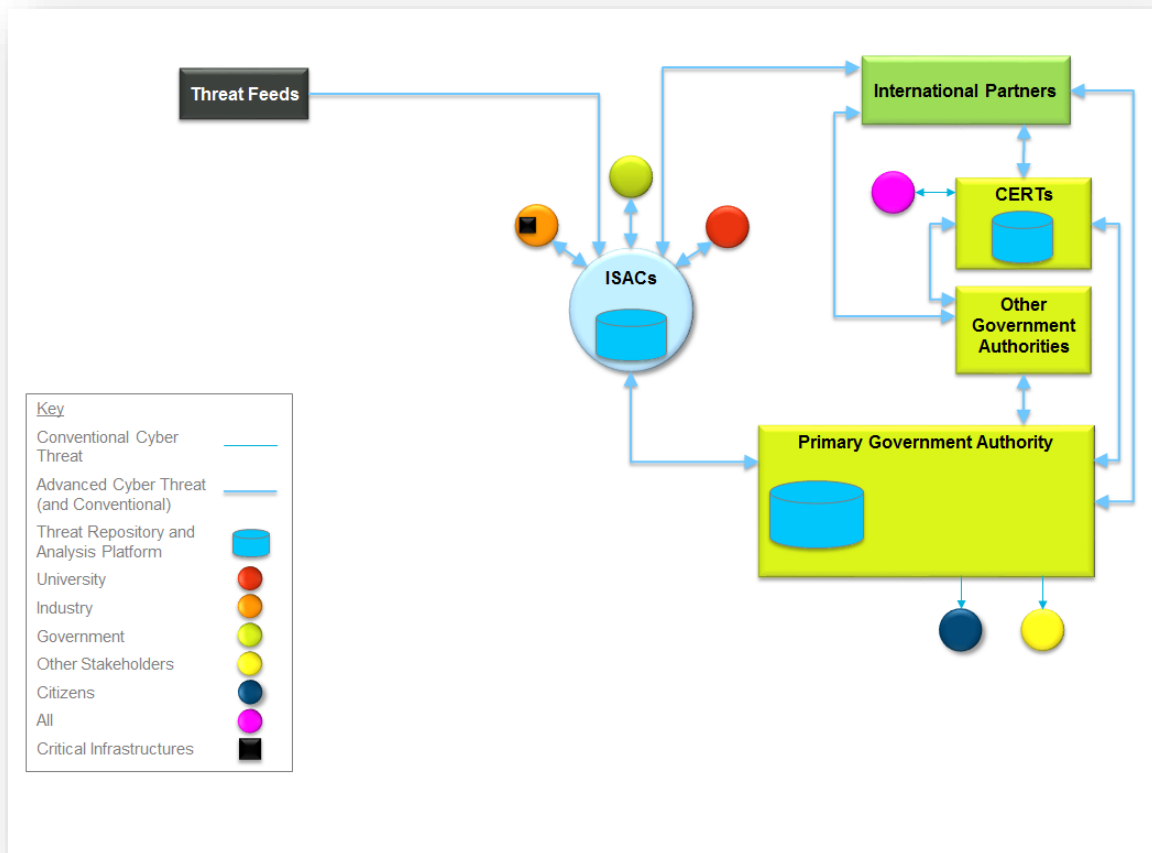 Threat Feeds
International Partners
CERTs
ISACs
Other
Government
Authorities
Primary Government Authority
Key
Conventional Cyber
Threat
Advanced Cyber Threat
(and Conventional)
Threat Repository and
Analysis Platform
University
Industry
Government
Other Stakeholders
Citizens
All
Critical Infrastructures